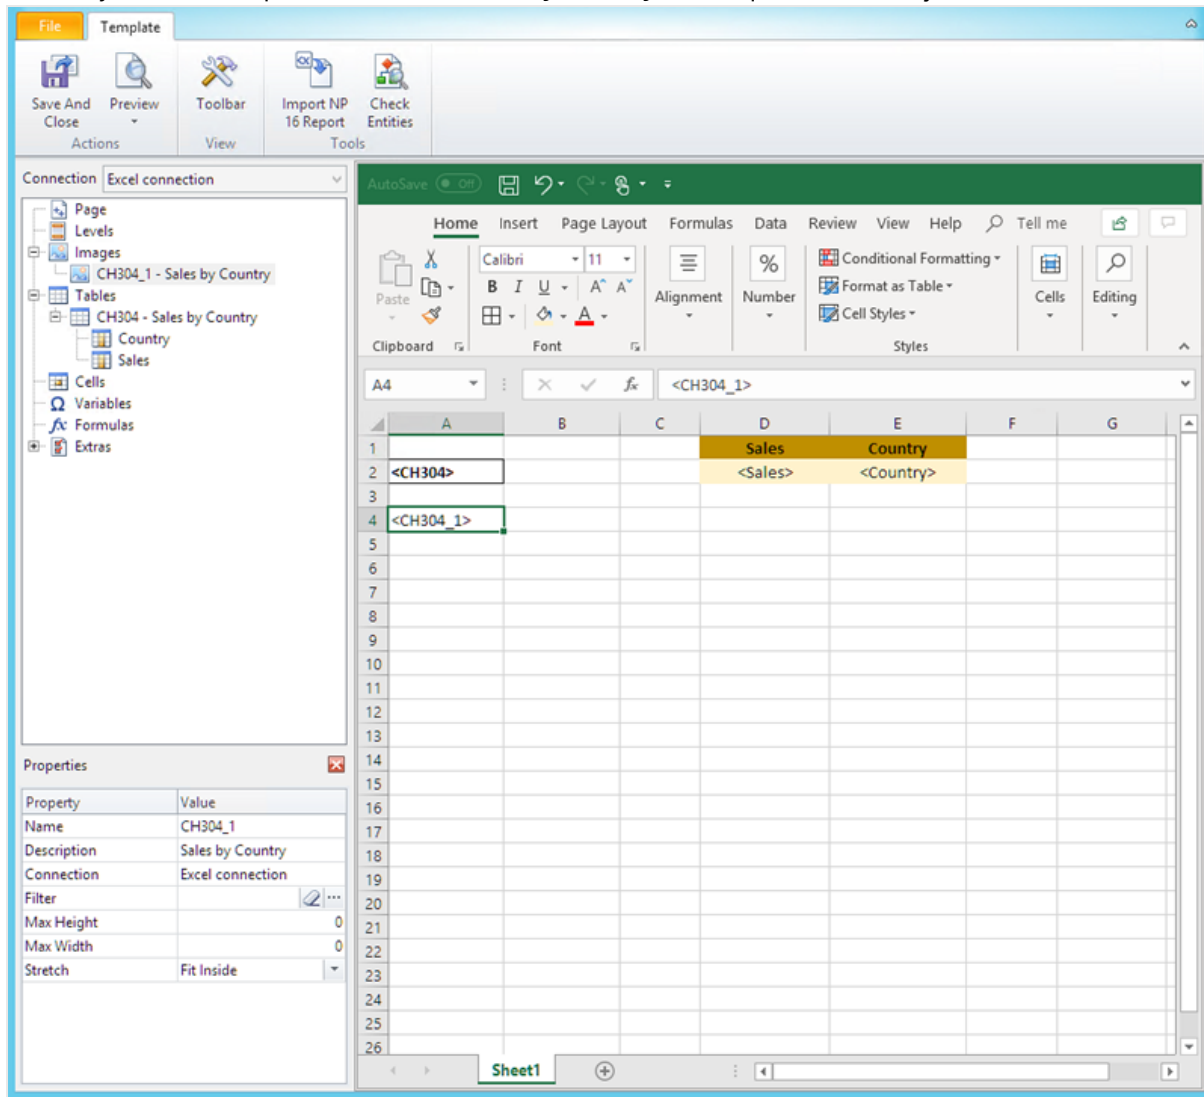 File Template
Save And Close Preview Toolbar Import NP 16 Report Check Entities
Actions View Tools
Connection Excel connection
Page
Levels
Images
CH304_1 - Sales by Country
Tables
CH304 - Sales by Country
Country
Sales
Cells
Ω Variables
fx Formulas
Extras
Properties
Property Value
Name CH304_1
Description Sales by Country
Connection Excel connection
Filter ...
Max Height 0
Max Width 0
Stretch Fit Inside
AutoSave Off
Home Insert Page Layout Formulas Data Review View Help Tell me
Paste
Calibri 11
B I U A A
A
Alignment
%
Number
Conditional Formatting
Format as Table
Cell Styles
Cells
Editing
Clipboard Font Styles
A4 fx <CH304_1>
A B C D E F G
1 Sales Country
2 <CH304> <Sales> <Country>
3
4 <CH304_1>
5
6
7
8
9
10
11
12
13
14
15
16
17
18
19
20
21
22
23
24
25
26
Sheet1